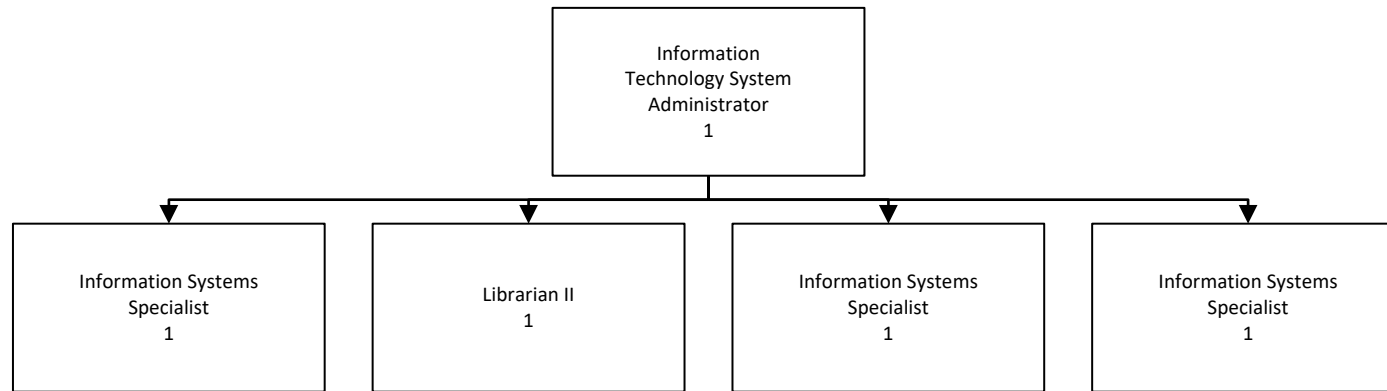 Information
Technology System
Administrator
1
Information Systems
Specialist
1
Librarian II
1
Information Systems
Specialist
1
Information Systems
Specialist
1